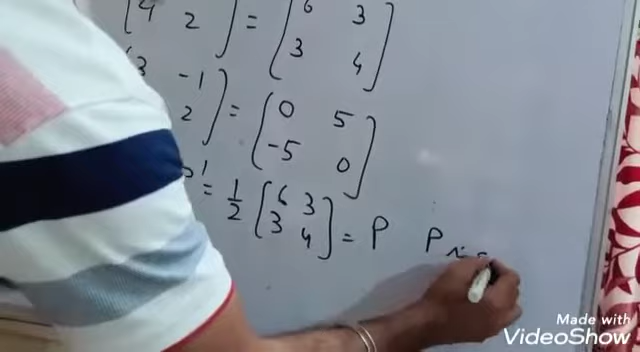 2 ) = ( 6 3
3 4 )
3 -1
2 ) = ( 0 5
-5 0 )
= 1/2 ( 6 3
3 4 ) = P P is
Made with
VideoShow